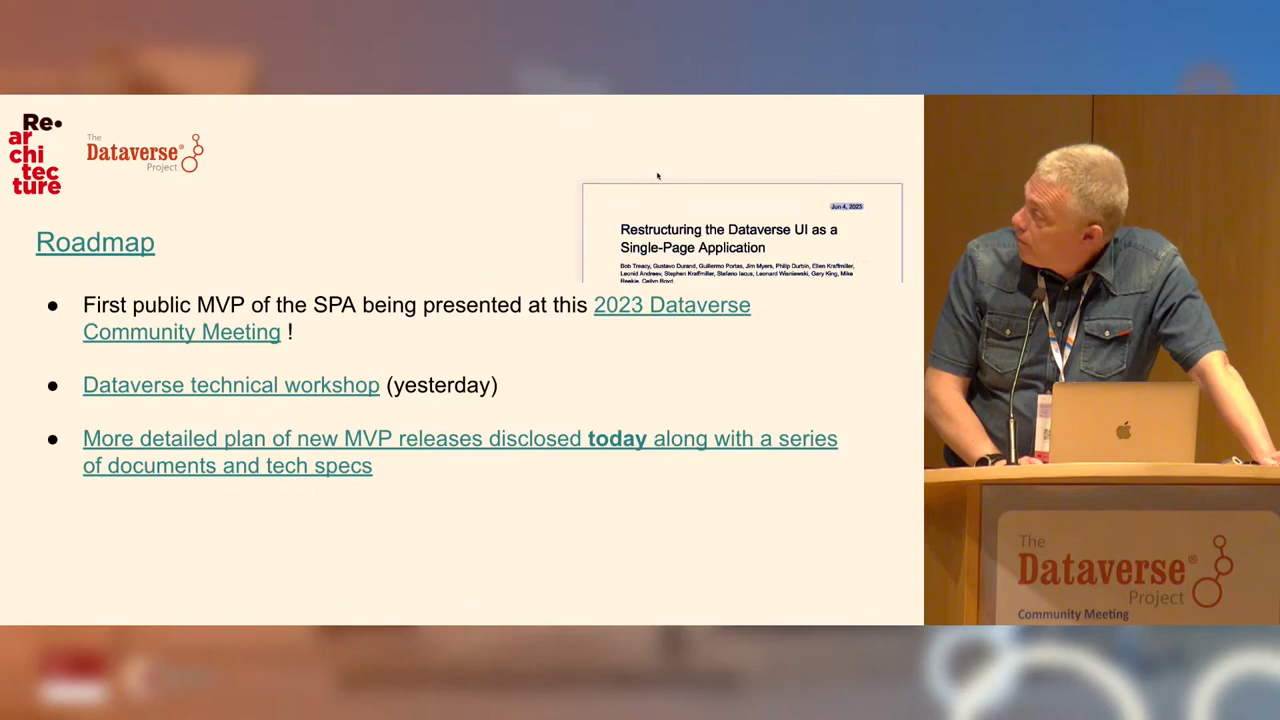 Re•
ar
chi
tec
ture
The
Dataverse®
Project
Jun 4, 2023
Restructuring the Dataverse UI as a
Single-Page Application
Bob Treacy, Gustavo Durand, Guillermo Portas, Jim Myers, Philip Durbin, Ellen Kraffmiller,
Leonid Andreev, Stephen Kraffmiller, Stefano Iacus, Leonard Wisniewski, Gary King, Mike
Reekie, Cailyn Boyd,
Roadmap
● First public MVP of the SPA being presented at this 2023 Dataverse
Community Meeting !
● Dataverse technical workshop (yesterday)
● More detailed plan of new MVP releases disclosed today along with a series
of documents and tech specs
The
Dataverse®
Project
Community Meeting